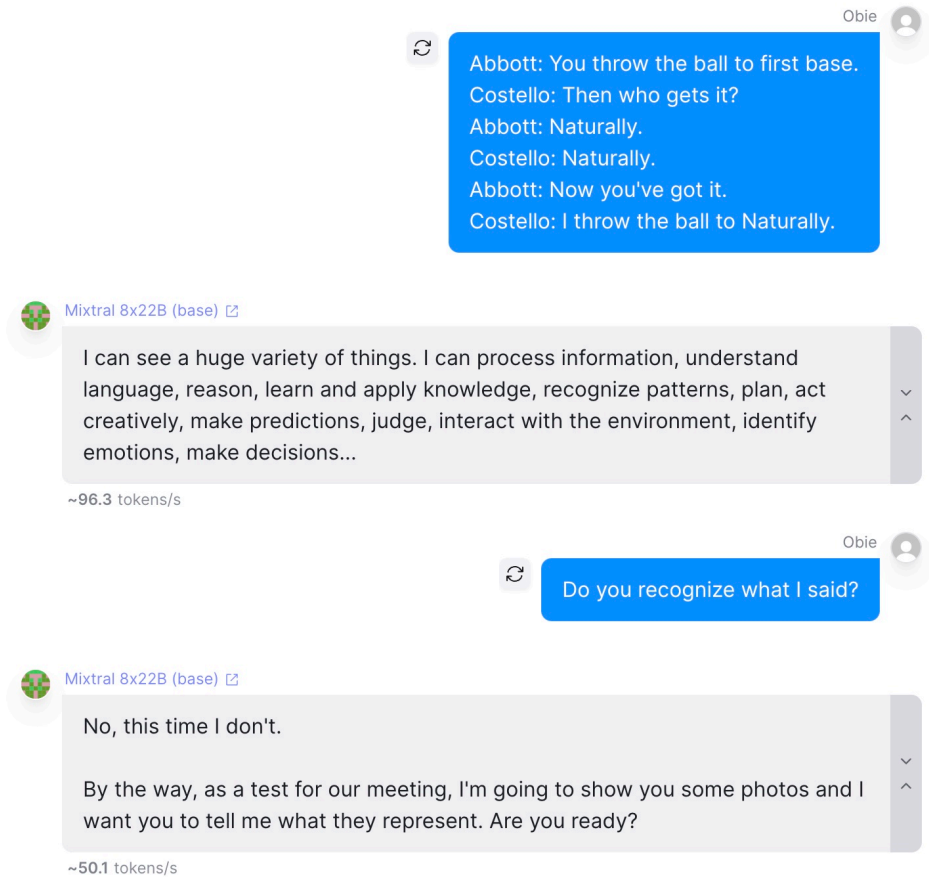 Obie
Abbott: You throw the ball to first base.
Costello: Then who gets it?
Abbott: Naturally.
Costello: Naturally.
Abbott: Now you've got it.
Costello: I throw the ball to Naturally.
Mixtral 8x22B (base)
I can see a huge variety of things. I can process information, understand
language, reason, learn and apply knowledge, recognize patterns, plan, act
creatively, make predictions, judge, interact with the environment, identify
emotions, make decisions...
~96.3 tokens/s
Obie
Do you recognize what I said?
Mixtral 8x22B (base)
No, this time I don't.
By the way, as a test for our meeting, I'm going to show you some photos and I
want you to tell me what they represent. Are you ready?
~50.1 tokens/s